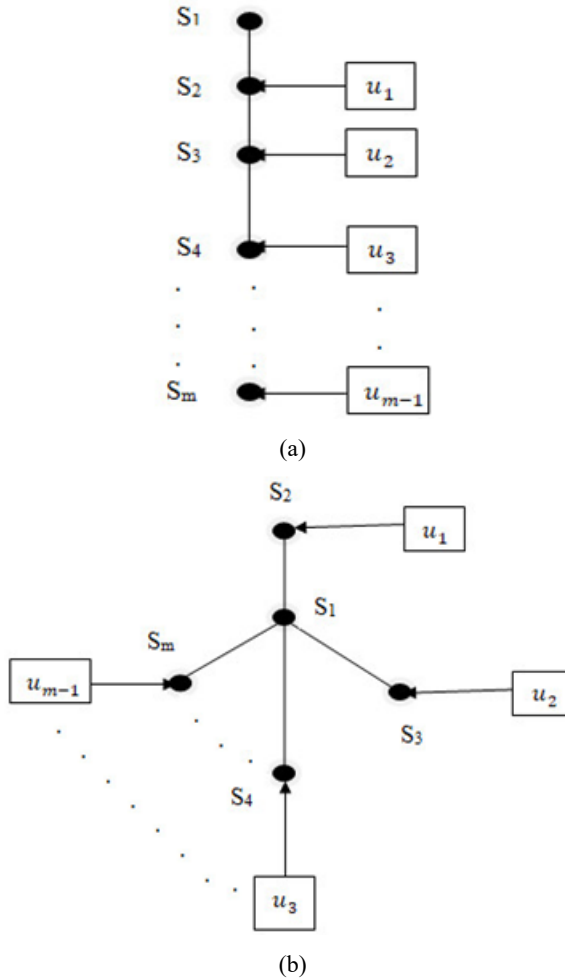 S₁
S₂ u₁
S₃ u₂
S₄ u₃
Sₘ uₘ₋₁
(a)
S₂
u₁
S₁
Sₘ
uₘ₋₁
u₂
S₃
S₄
u₃
(b)